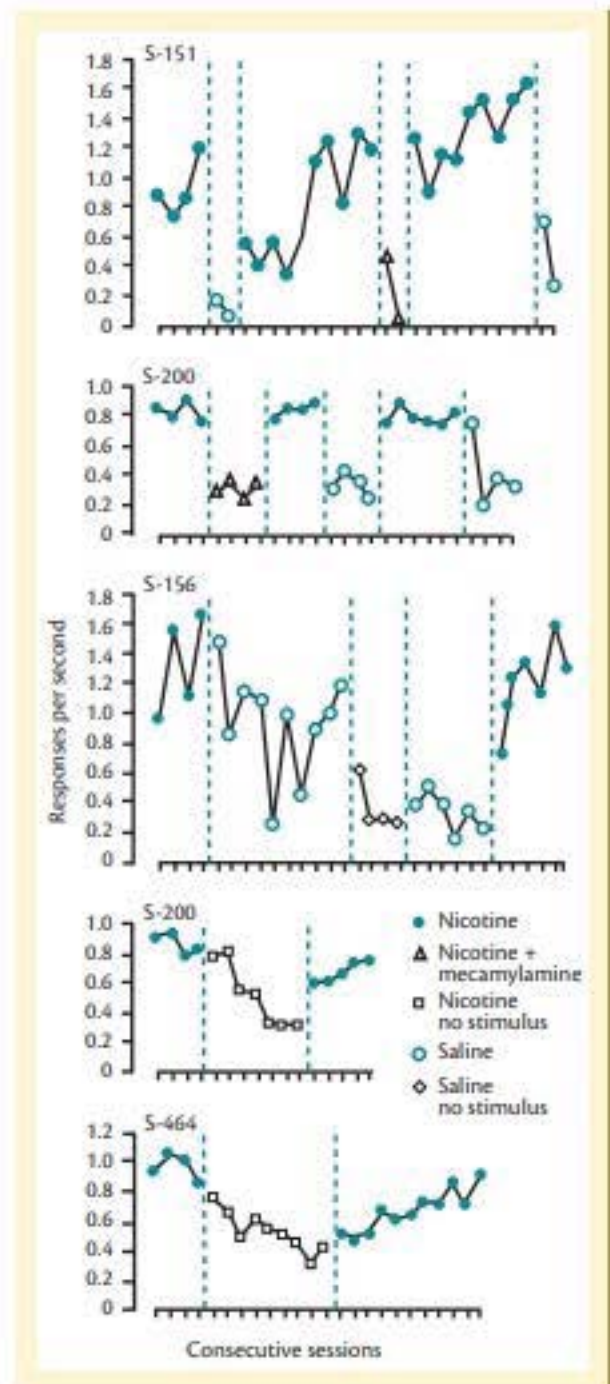 S-151
1.8
1.6
1.4
1.2
1.0
0.8
0.6
0.4
0.2
0
S-200
1.0
0.8
0.6
0.4
0.2
0
S-156
1.8
1.6
1.4
1.2
1.0
0.8
0.6
0.4
0.2
0
Responses per second
S-200
1.0
0.8
0.6
0.4
0.2
0
Nicotine
Nicotine +
mecamylamine
Nicotine
no stimulus
Saline
Saline
no stimulus
S-464
1.2
1.0
0.8
0.6
0.4
0.2
0
Consecutive sessions